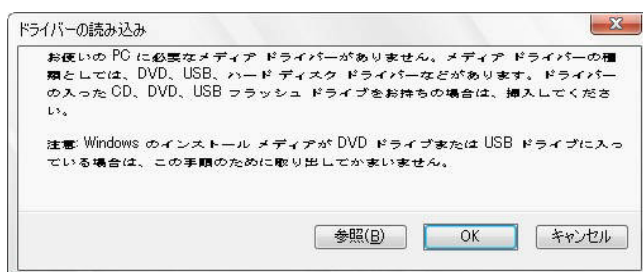 ドライバーの読み込み
お使いの PC に必要なメディア ドライバーがありません。メディア ドライバーの種
類としては、DVD、USB、ハード ディスク ドライバーなどがあります。ドライバー
の入った CD、DVD、USB フラッシュ ドライブをお持ちの場合は、挿入してくださ
い。
注意: Windows のインストール メディアが DVD ドライブまたは USB ドライブに入っ
ている場合は、この手順のために取り出してかまいません。
参照(B) OK キャンセル